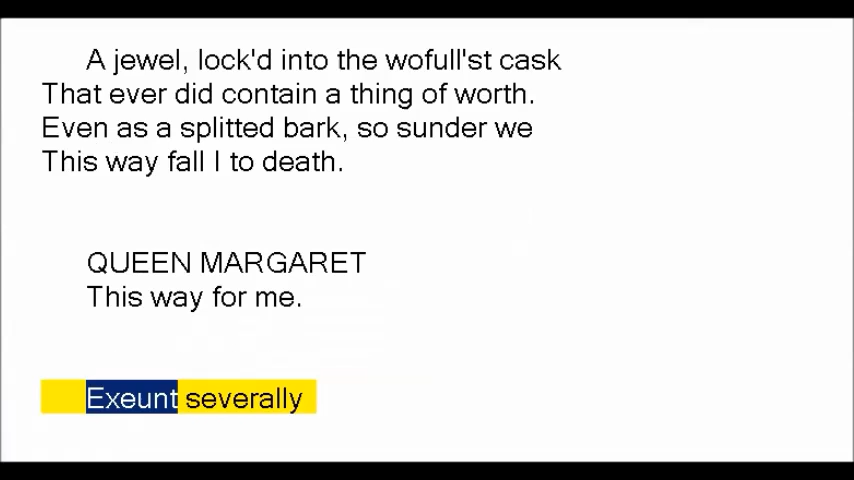 A jewel, lock'd into the wofull'st cask
That ever did contain a thing of worth.
Even as a splitted bark, so sunder we
This way fall I to death.
QUEEN MARGARET
This way for me.
Exeunt severally